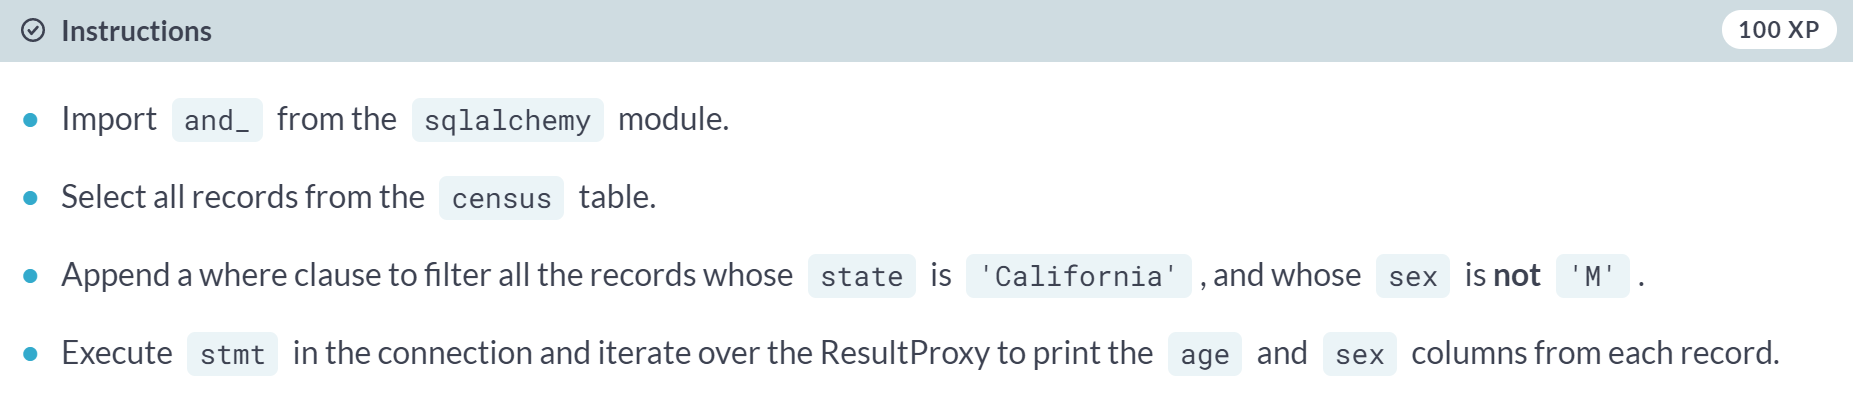 Instructions 100 XP
Import and_ from the sqlalchemy module.
Select all records from the census table.
Append a where clause to filter all the records whose state is 'California' , and whose sex is not 'M' .
Execute stmt in the connection and iterate over the ResultProxy to print the age and sex columns from each record.